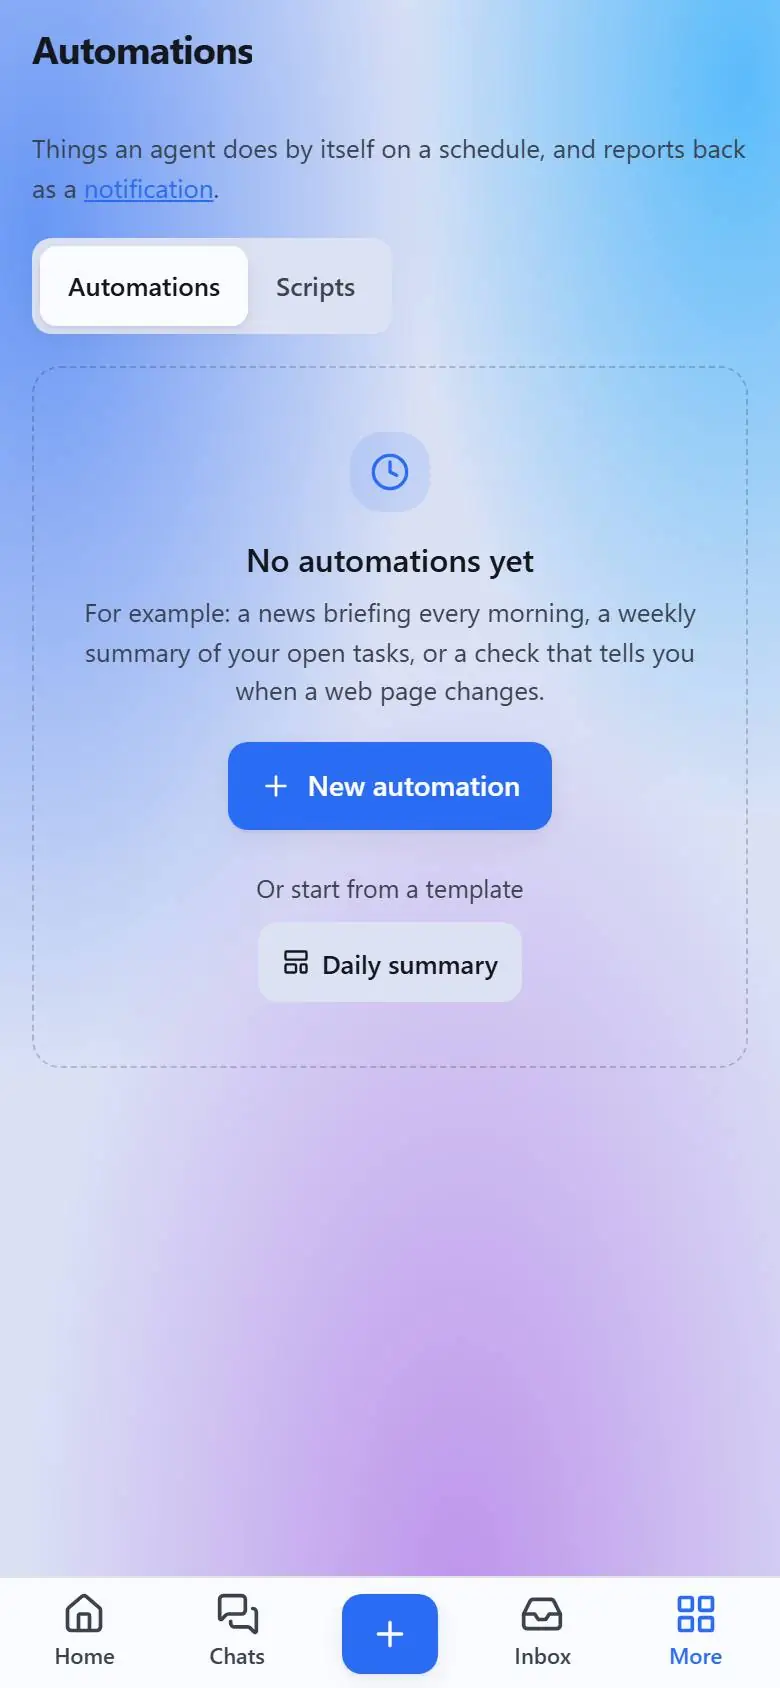 Automations
Things an agent does by itself on a schedule, and reports back
as a notification.
Automations
Scripts
No automations yet
For example: a news briefing every morning, a weekly
summary of your open tasks, or a check that tells you
when a web page changes.
New automation
Or start from a template
Daily summary
Home
Chats
Inbox
More